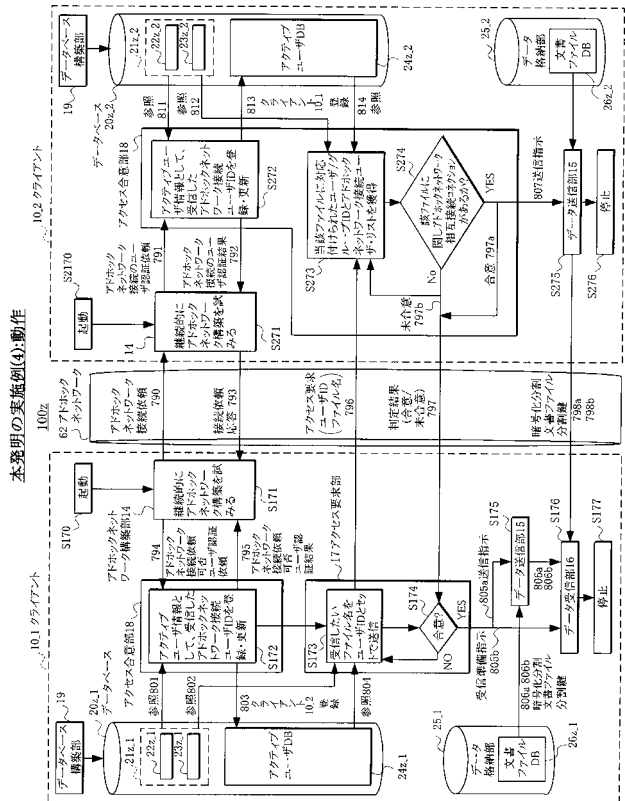 本発明の実施例(4):動作
100z
10_1 クライアント
19
データベース
構築部
20z_1
データベース
21z_1
22z_1
23z_1
アクティブ
ユーザDB
24z_1
25_1
データ
格納部
文書
ファイル
DB
26z_1
参照801
参照802
803
クライアント
10_2
登録
参照804
アクセス合意部18
アクティブ
ユーザ情報と
して、受信した
アドホックネッ
トワーク接続
ユーザIDを登
録・更新
S172
S170
起動
アドホックネット
ワーク構築部14
継続的に
アドホック
ネットワー
ク構築を試
みる
S171
794
アドホック
ネットワーク
接続依頼
可否
ユーザ認証
依頼
795
アドホック
ネットワーク
接続依頼
可否
ユーザ認
証結果
17アクセス要求部
S173
受信したい
ファイル名を
ユーザIDとセッ
トで送信
S174
合意?
NO
YES
受信準備指示
805b
805a送信指示
S175
データ送信部15
806a 806b
暗号化分割
文書ファイル
分割鍵
806a
806b
S176
データ受信部16
S177
停止
62アドホック
ネットワーク
アドホック
ネットワーク
接続依頼
790
接続依頼
応答
793
アクセス要求
(ユーザID
ファイル名)
796
判定結果
(合意/
未合意)
797
暗号化分割
文書ファイル
分割鍵
798a
798b
10_2 クライアント
19
データベース
構築部
20z_2
データベース
21z_2
22z_2
23z_2
アクティブ
ユーザDB
24z_2
参照
811
参照
812
813
クライアント
10_1
登録
814
参照
アクセス合意部18
アクティブユー
ザ情報として、
受信した
アドホックネット
ワーク接続
ユーザIDを登
録・更新
S272
S2170
起動
14
継続的に
アドホック
ネットワー
ク構築を試
みる
S271
アドホック
ネットワーク
接続のユー
ザ認証依頼
791
アドホック
ネットワーク
接続のユー
ザ認証結果
792
S273
当該ファイルに対応
付けられたユーザ/グ
ループIDとアドホック
ネットワーク接続ユー
ザ・リストを獲得
S274
該ファイルに
関しアドホックネットワーク
相互接続コネクション
があるか?
No
YES
未合意
797b
合意 797a
807送信指示
25_2
データ
格納部
文書
ファイル
DB
26z_2
S275
データ送信部15
S276
停止